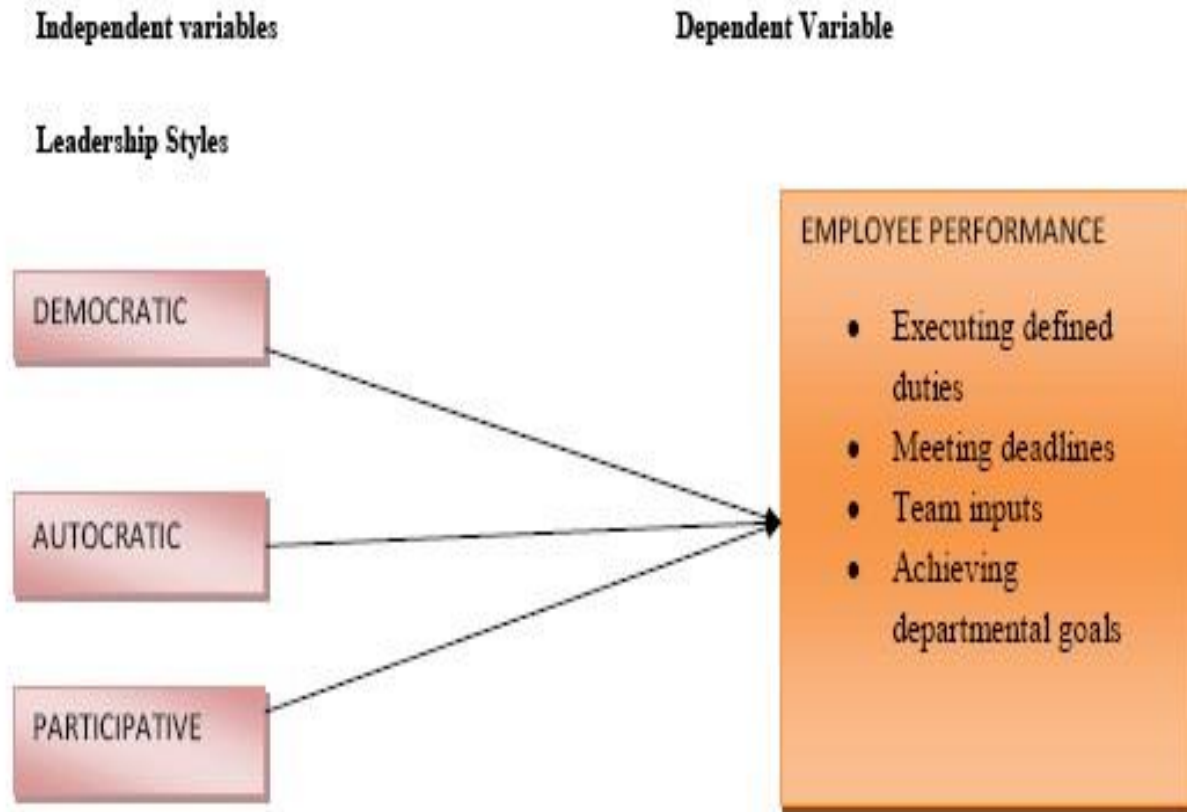 Independent variables
Dependent Variable
Leadership Styles
DEMOCRATIC
AUTOCRATIC
PARTICIPATIVE
EMPLOYEE PERFORMANCE
• Executing defined
duties
• Meeting deadlines
• Team inputs
• Achieving
departmental goals